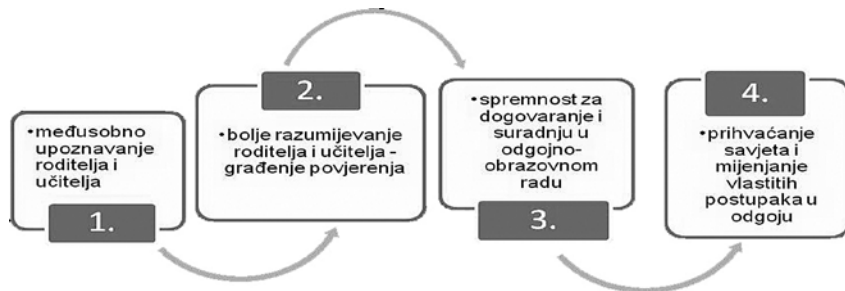 •međusobno
upoznavanje
roditelja i
učitelja
1.
2.
•bolje razumijevanje
roditelja i učitelja -
građenje povjerenja
•spremnost za
dogovaranje i
suradnju u
odgojno-
obrazovnom
radu
3.
4.
•prihvaćanje
savjeta i
mijenjanje
vlastitih
postupaka u
odgoju